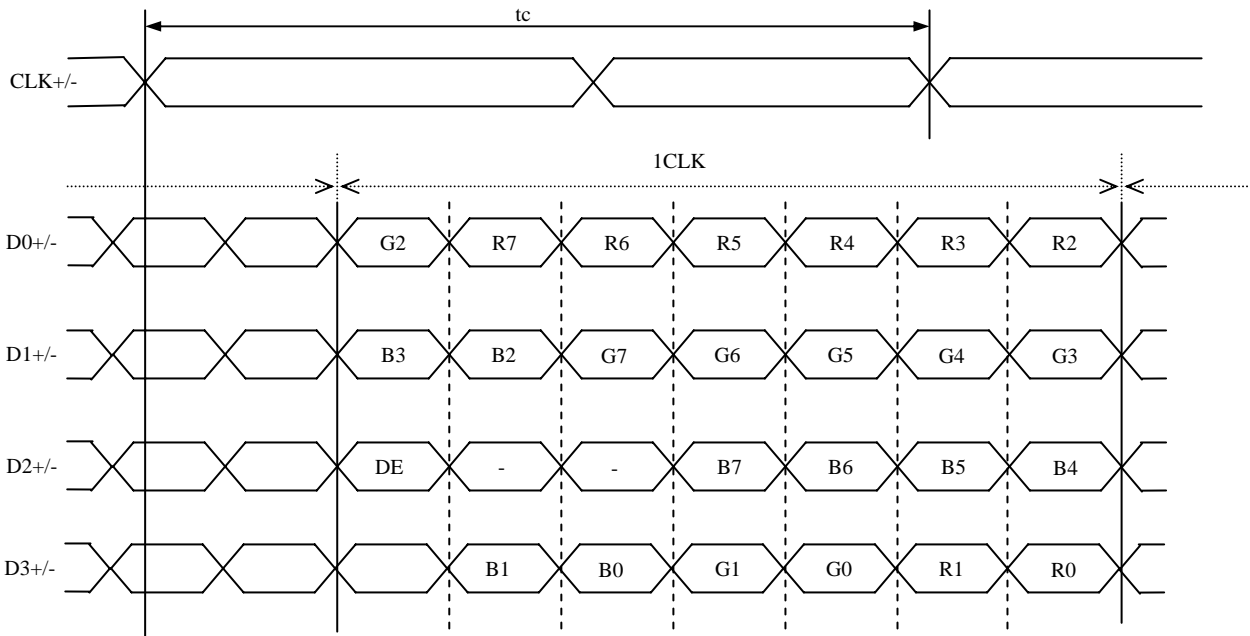 tc
CLK+/-
1CLK
D0+/- G2 R7 R6 R5 R4 R3 R2
D1+/- B3 B2 G7 G6 G5 G4 G3
D2+/- DE - - B7 B6 B5 B4
D3+/- B1 B0 G1 G0 R1 R0